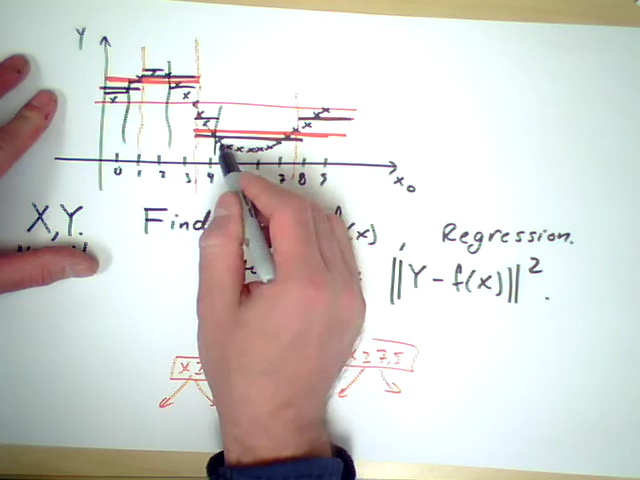 Y
0 1 2 3 4 7 8 9
x₀
X, Y. Find (x), Regression.
||Y - f(x)||².
x ≥ 7,5